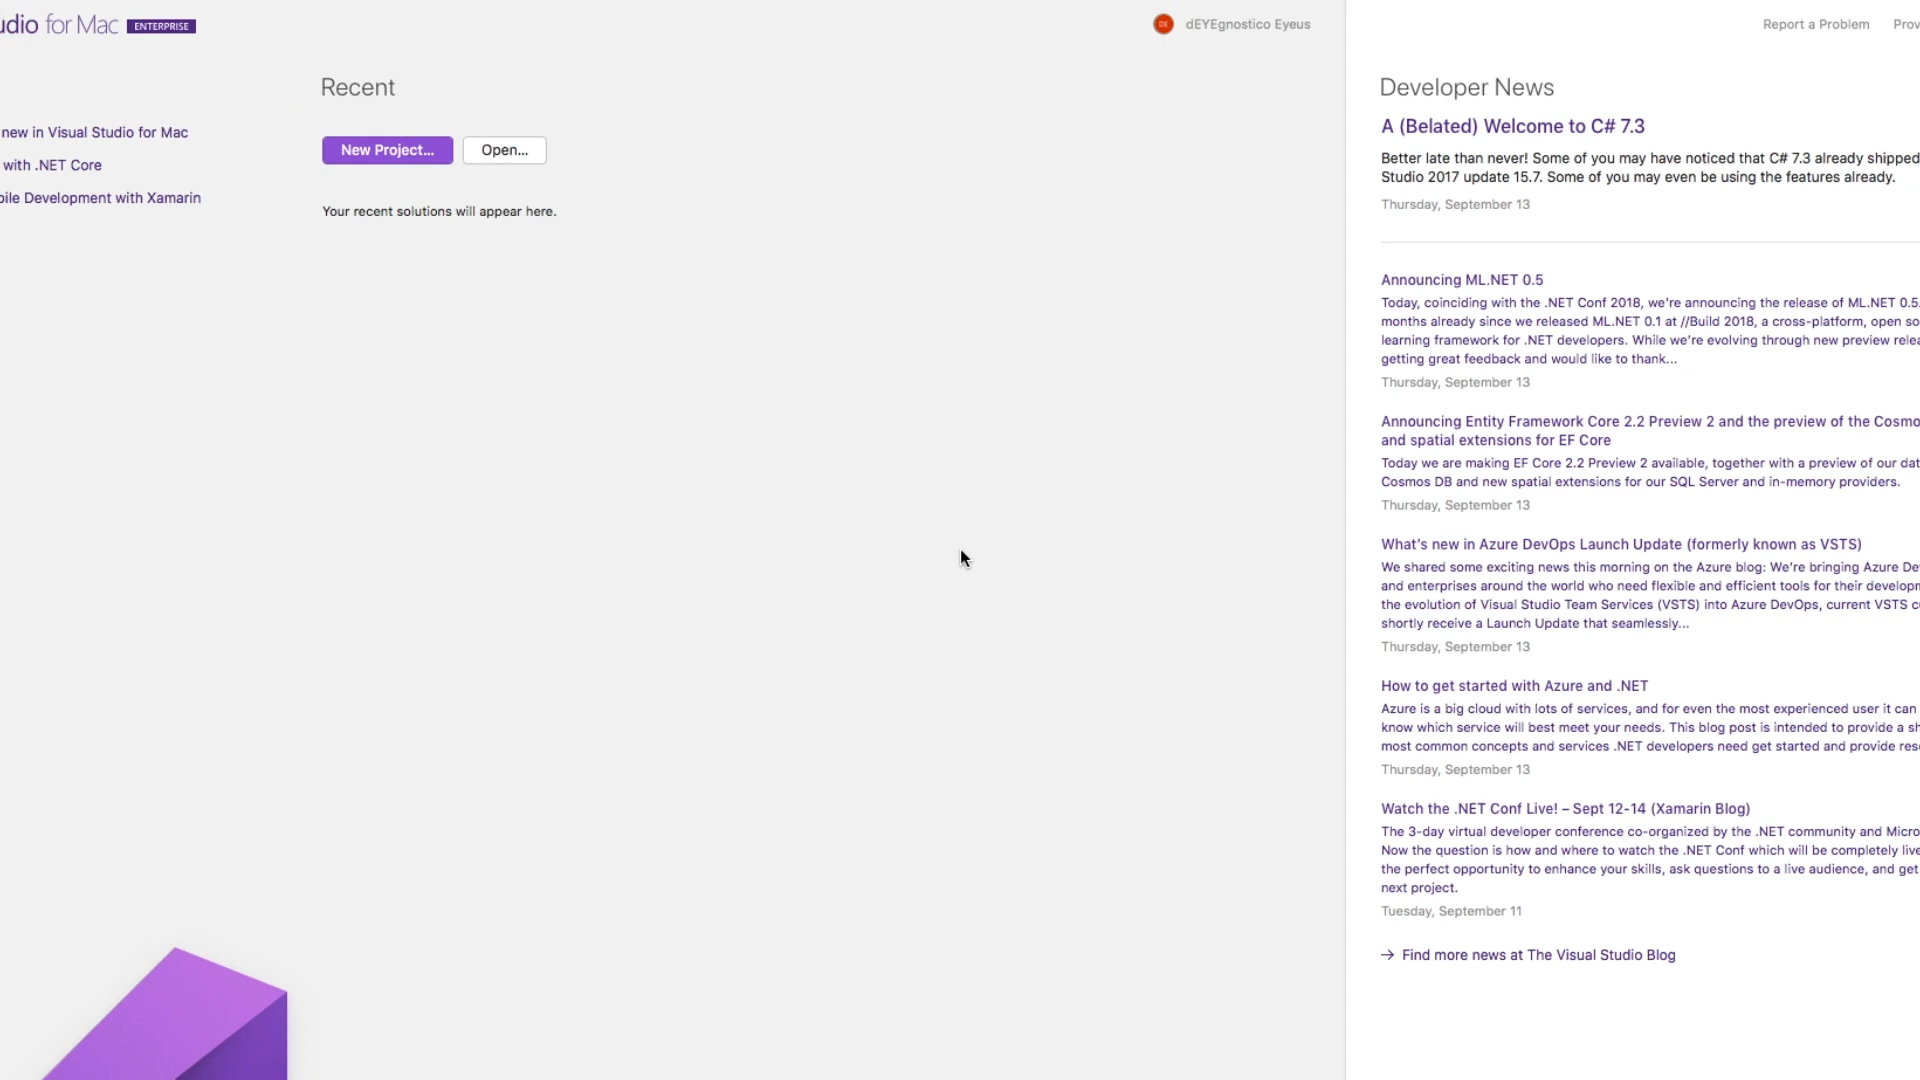 udio for Mac ENTERPRISE
DE dEYEgnostico Eyeus
Report a Problem Prov
new in Visual Studio for Mac
with .NET Core
bile Development with Xamarin
Recent
New Project...
Open...
Your recent solutions will appear here.
Developer News
A (Belated) Welcome to C# 7.3
Better late than never! Some of you may have noticed that C# 7.3 already shipped
Studio 2017 update 15.7. Some of you may even be using the features already.
Thursday, September 13
Announcing ML.NET 0.5
Today, coinciding with the .NET Conf 2018, we're announcing the release of ML.NET 0.5.
months already since we released ML.NET 0.1 at //Build 2018, a cross-platform, open so
learning framework for .NET developers. While we're evolving through new preview relea
getting great feedback and would like to thank...
Thursday, September 13
Announcing Entity Framework Core 2.2 Preview 2 and the preview of the Cosmo
and spatial extensions for EF Core
Today we are making EF Core 2.2 Preview 2 available, together with a preview of our dat
Cosmos DB and new spatial extensions for our SQL Server and in-memory providers.
Thursday, September 13
What's new in Azure DevOps Launch Update (formerly known as VSTS)
We shared some exciting news this morning on the Azure blog: We're bringing Azure De
and enterprises around the world who need flexible and efficient tools for their developm
the evolution of Visual Studio Team Services (VSTS) into Azure DevOps, current VSTS cu
shortly receive a Launch Update that seamlessly...
Thursday, September 13
How to get started with Azure and .NET
Azure is a big cloud with lots of services, and for even the most experienced user it can
know which service will best meet your needs. This blog post is intended to provide a sh
most common concepts and services .NET developers need get started and provide res
Thursday, September 13
Watch the .NET Conf Live! – Sept 12-14 (Xamarin Blog)
The 3-day virtual developer conference co-organized by the .NET community and Micro
Now the question is how and where to watch the .NET Conf which will be completely live
the perfect opportunity to enhance your skills, ask questions to a live audience, and get
next project.
Tuesday, September 11
→ Find more news at The Visual Studio Blog